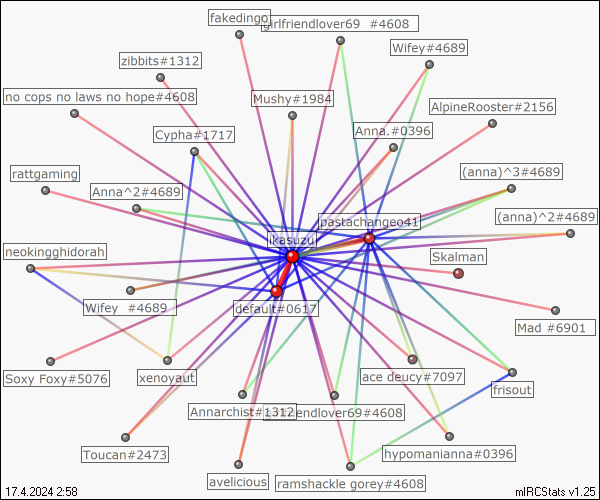 fakedingo
girlfriendlover69 #4608
Wifey#4689
zibbits#1312
no cops no laws no hope#4608
Mushy#1984
AlpineRooster#2156
Cypha#1717
Anna.#0396
rattgaming
(anna)^3#4689
Anna^2#4689
(anna)^2#4689
pastachangeo41
ikasuzu
neokingghidorah
Skalman
Wifey #4689
default#0617
Mad #6901
Soxy Foxy#5076
xenoyaut
ace deucy#7097
frisout
Annarchist#1312
endlover69#4608
Toucan#2473
hypomanianna#0396
avelicious
ramshackle gorey#4608
17.4.2024 2:58
mIRCStats v1.25